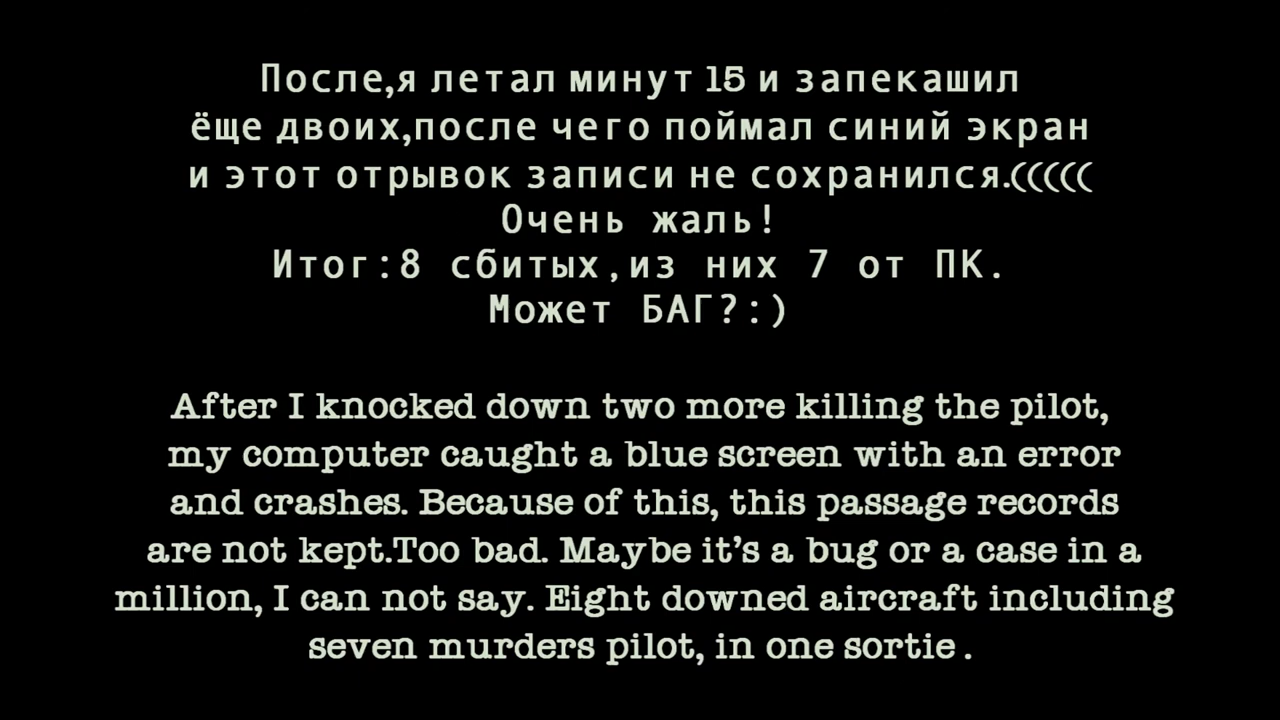 После,я летал минут 15 и запекашил
ёще двоих,после чего поймал синий экран
и этот отрывок записи не сохранился.(((((
Очень жаль!
Итог:8 сбитых,из них 7 от ПК.
Может БАГ?:)
After I knocked down two more killing the pilot,
my computer caught a blue screen with an error
and crashes. Because of this, this passage records
are not kept.Too bad. Maybe it's a bug or a case in a
million, I can not say. Eight downed aircraft including
seven murders pilot, in one sortie .